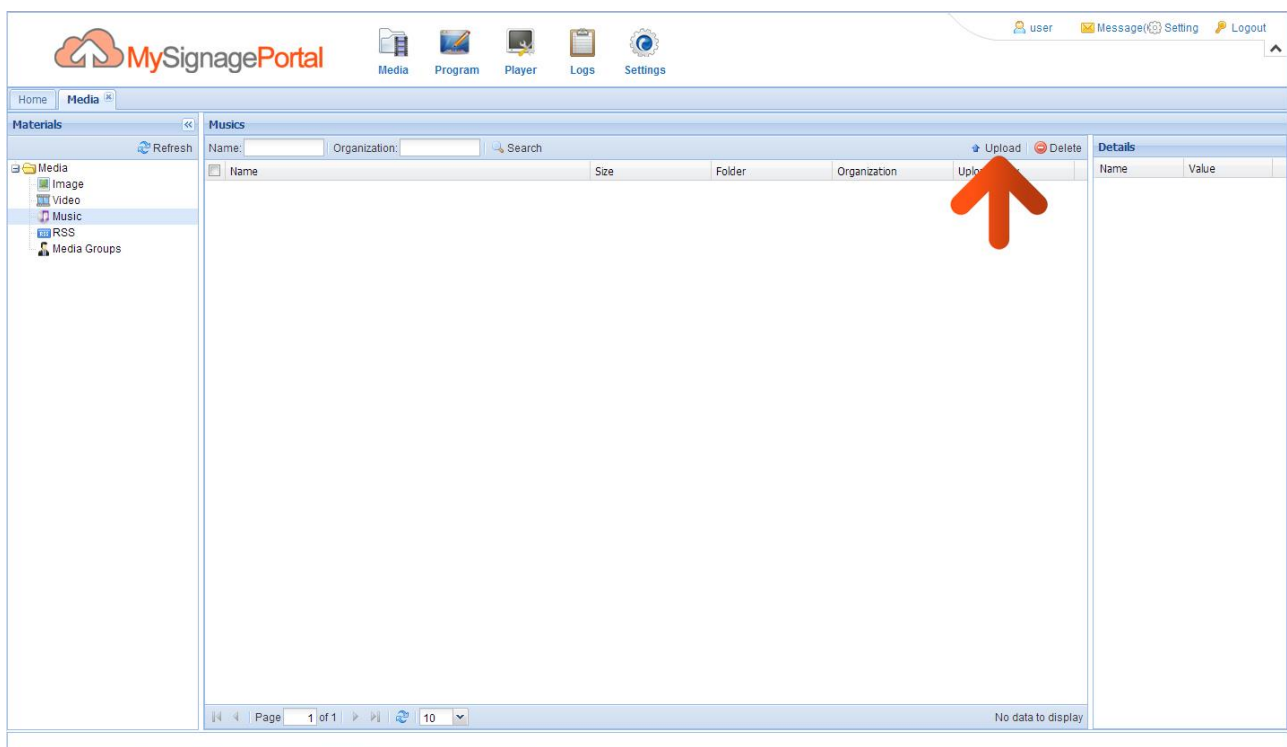 MySignagePortal
Media Program Player Logs Settings
user Message( Setting Logout
Home Media
Materials
Refresh
Media
Image
Video
Music
RSS
Media Groups
Musics
Name: Organization: Search Upload Delete
Name Size Folder Organization
Page 1 of 1 10 No data to display
Details
Name Value